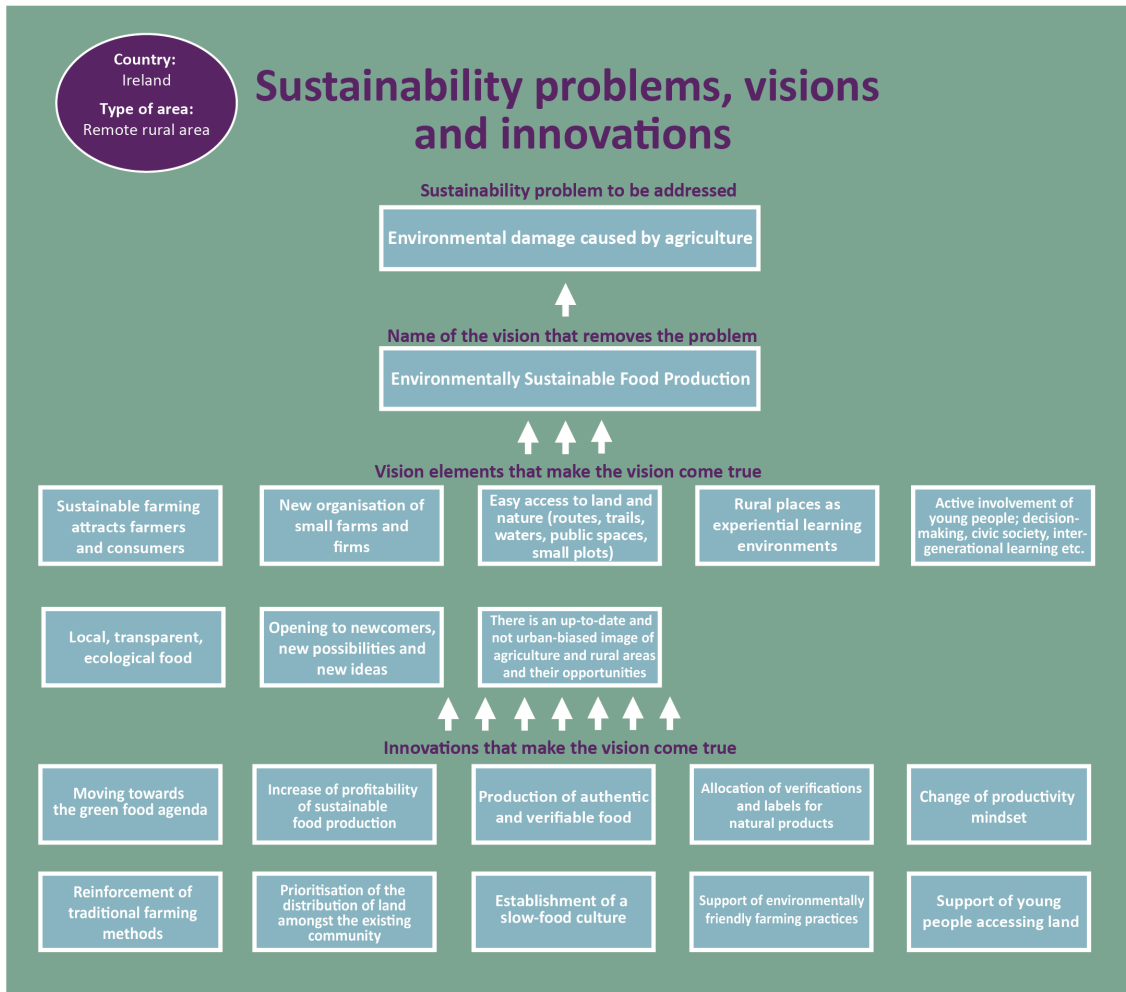 Country:
Ireland
Type of area:
Remote rural area
Sustainability problems, visions
and innovations
Sustainability problem to be addressed
Environmental damage caused by agriculture
Name of the vision that removes the problem
Environmentally Sustainable Food Production
Vision elements that make the vision come true
Sustainable farming
attracts farmers
and consumers
New organisation of
small farms and
firms
Easy access to land and
nature (routes, trails,
waters, public spaces,
small plots)
Rural places as
experiential learning
environments
Active involvement of
young people; decision-
making, civic society, inter-
generational learning etc.
Local, transparent,
ecological food
Opening to newcomers,
new possibilities and
new ideas
There is an up-to-date and
not urban-biased image of
agriculture and rural areas
and their opportunities
Innovations that make the vision come true
Moving towards
the green food agenda
Increase of profitability
of sustainable
food production
Production of authentic
and verifiable food
Allocation of verifications
and labels for
natural products
Change of productivity
mindset
Reinforcement of
traditional farming
methods
Prioritisation of the
distribution of land
amongst the existing
community
Establishment of a
slow-food culture
Support of environmentally
friendly farming practices
Support of young
people accessing land